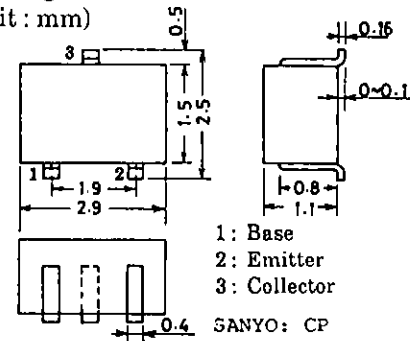 unit : mm)
0.5
0.16
3
0~0.1
1.5
2.5
1
2
1.9
0.8
2.9
1.1
1: Base
2: Emitter
3: Collector
0.4
SANYO: CP